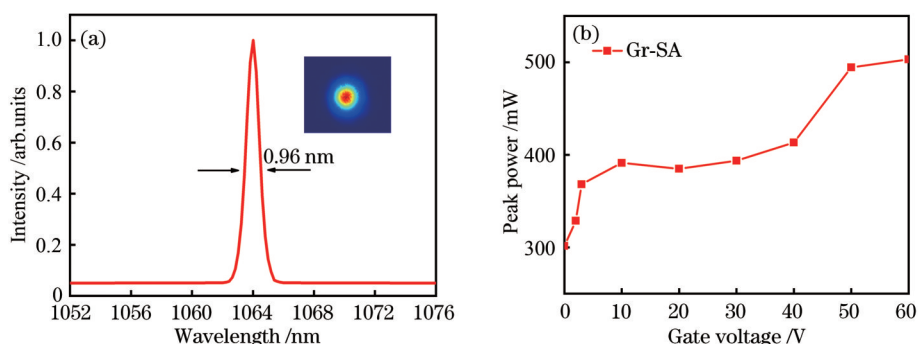 (a)
1.0
0.8
0.6
0.4
0.2
0
Intensity /arb.units
0.96 nm
1052 1056 1060 1064 1068 1072 1076
Wavelength /nm
(b)
Gr-SA
500
400
300
Peak power /mW
0 10 20 30 40 50 60
Gate voltage /V